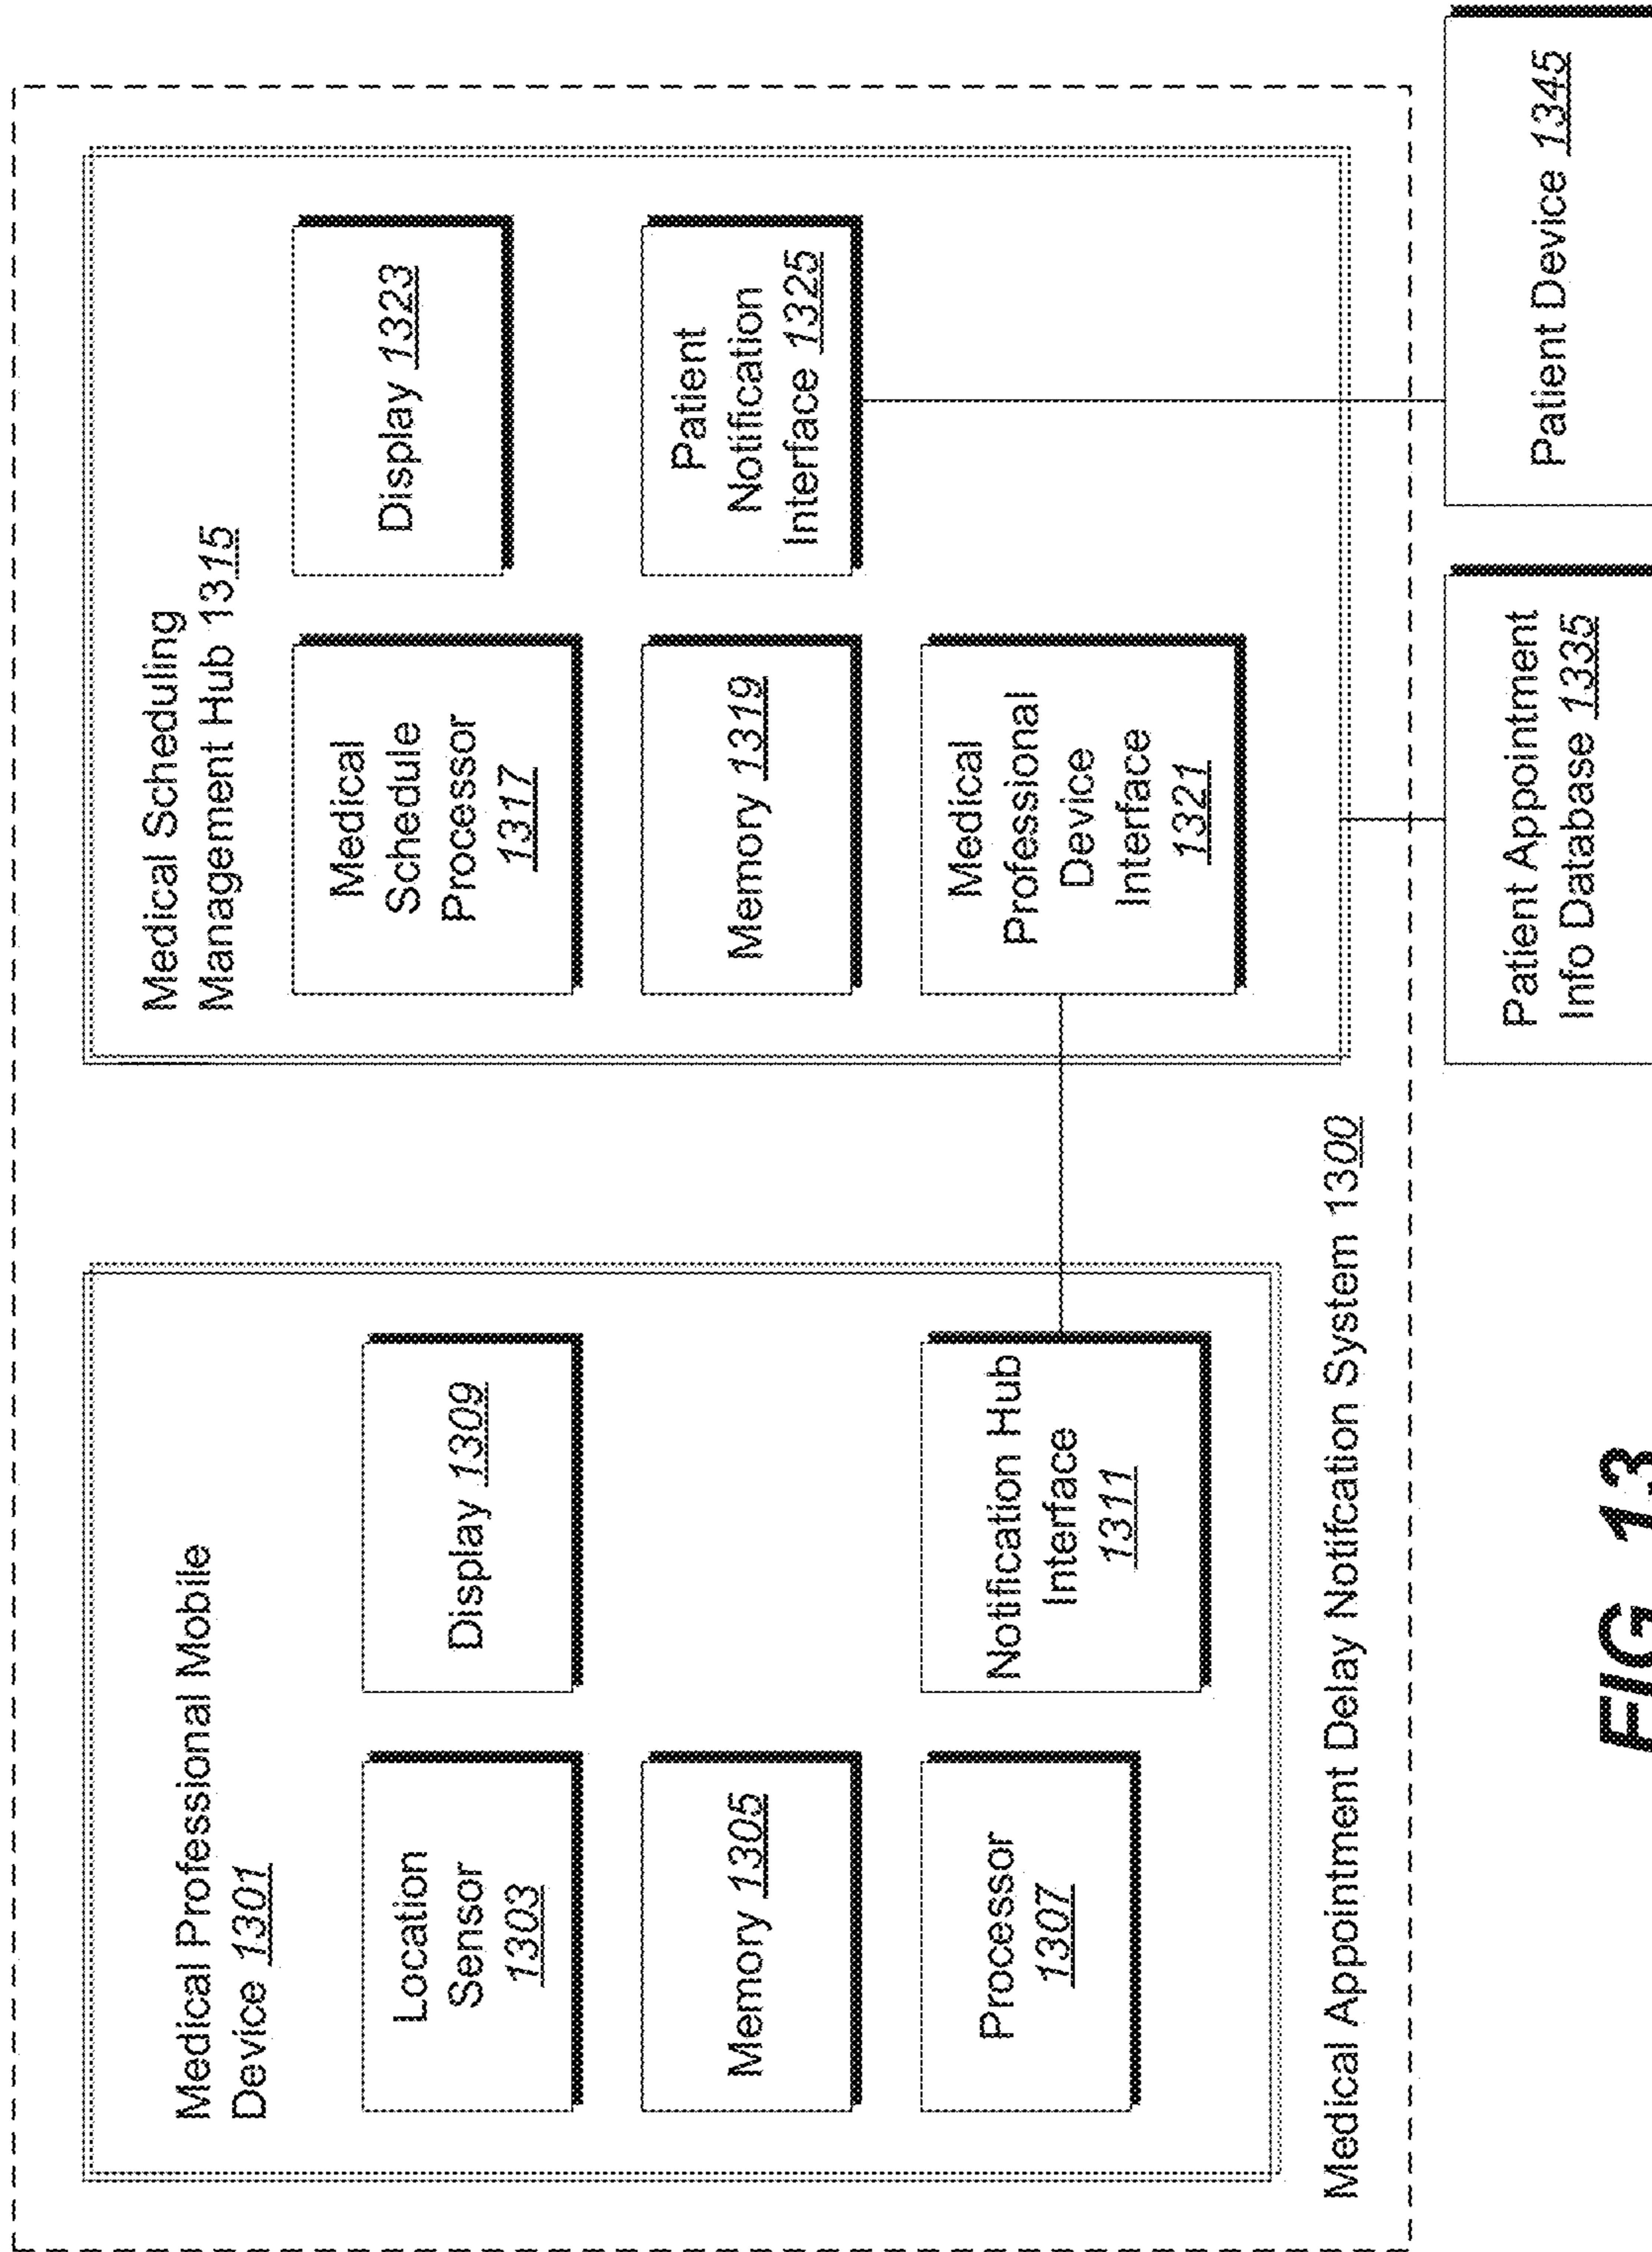 Medical Professional Mobile
Device 1301
Location
Sensor
1303
Display 1309
Memory 1305
Processor
1307
Notification Hub
Interface
1311
Medical Scheduling
Management Hub 1315
Medical
Schedule
Processor
1317
Display 1323
Memory 1319
Patient
Notification
Interface 1325
Medical
Professional
Device
Interface
1321
Medical Appointment Delay Notifcation System 1300
Patient Appointment
Info Database 1335
Patient Device 1345
FIG. 13